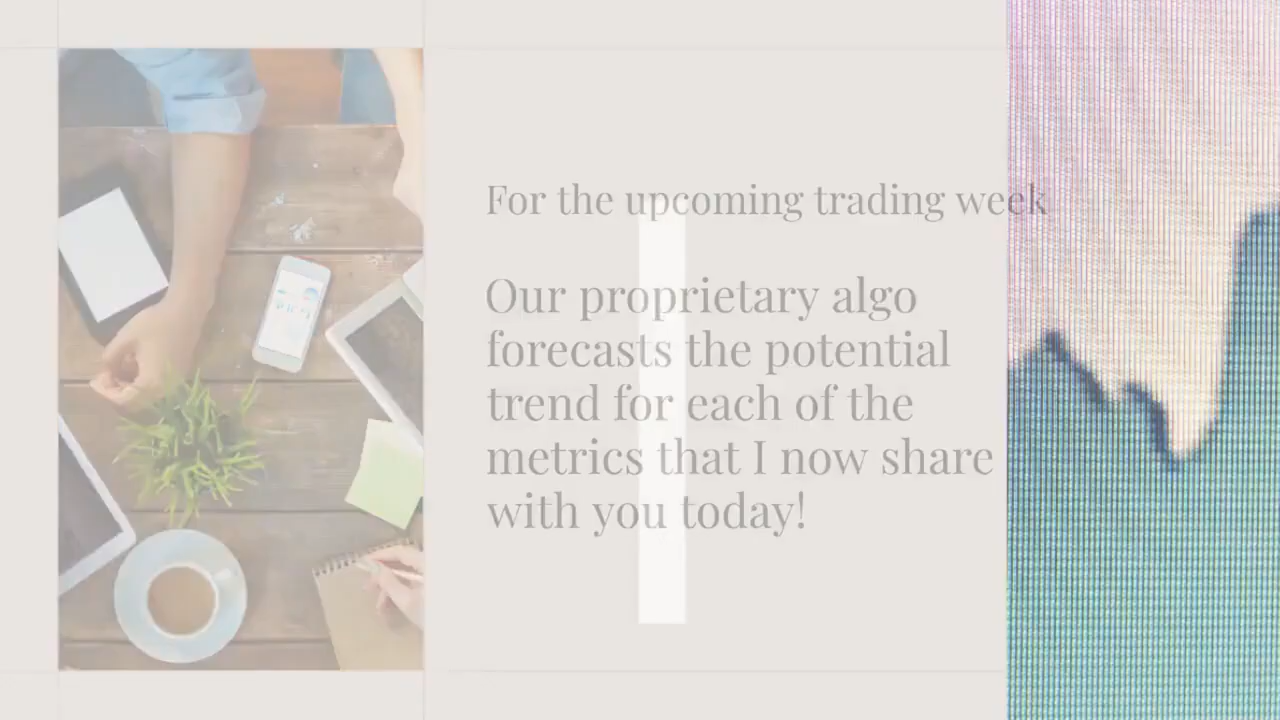 For the upcoming trading week
Our proprietary algo
forecasts the potential
trend for each of the
metrics that I now share
with you today!